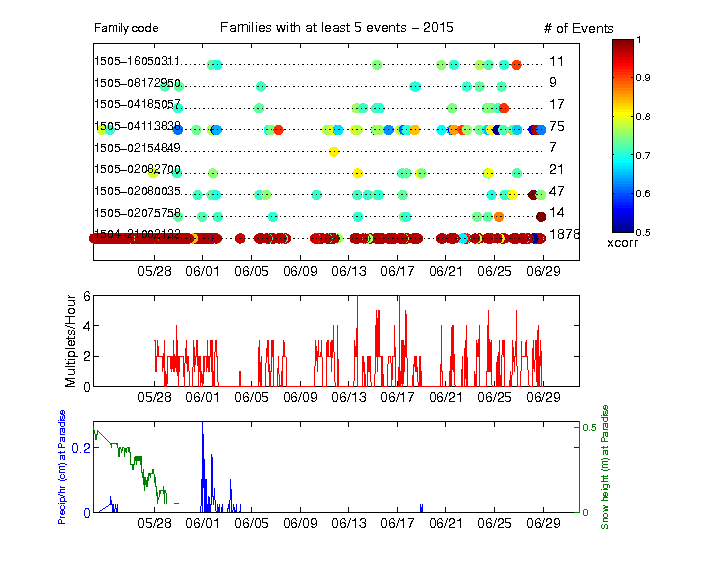 Family code
Families with at least 5 events − 2015
# of Events
1505−16050311 11
1505−08172950 9
1505−04185057 17
1505−04113838 75
1505−02154849 7
1505−02082700 21
1505−02080035 47
1505−02075758 14
1504−21002133 1878
05/28 06/01 06/05 06/09 06/13 06/17 06/21 06/25 06/29
1
0.9
0.8
0.7
0.6
0.5
xcorr
Multiplets/Hour
6
4
2
0
05/28 06/01 06/05 06/09 06/13 06/17 06/21 06/25 06/29
Precip/hr (cm) at Paradise
0.2
0
05/28 06/01 06/05 06/09 06/13 06/17 06/21 06/25 06/29
0.5
0
Snow height (m) at Paradise